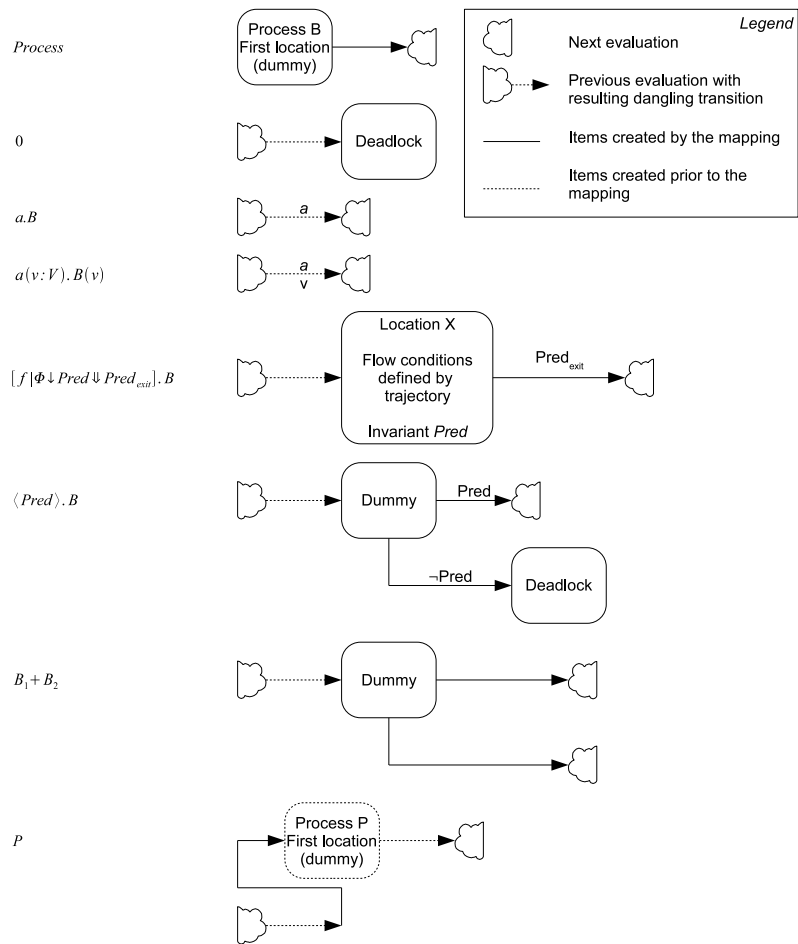 Legend
Next evaluation
Previous evaluation with
resulting dangling transition
Items created by the mapping
Items created prior to the
mapping
Process
Process B
First location
(dummy)
0
Deadlock
a.B
a
a(v:V).B(v)
a
v
[f|Φ↓Pred⇓Pred_exit].B
Location X
Flow conditions
defined by
trajectory
Invariant Pred
Pred_exit
⟨Pred⟩.B
Dummy
Pred
¬Pred
Deadlock
B₁+B₂
Dummy
P
Process P
First location
(dummy)